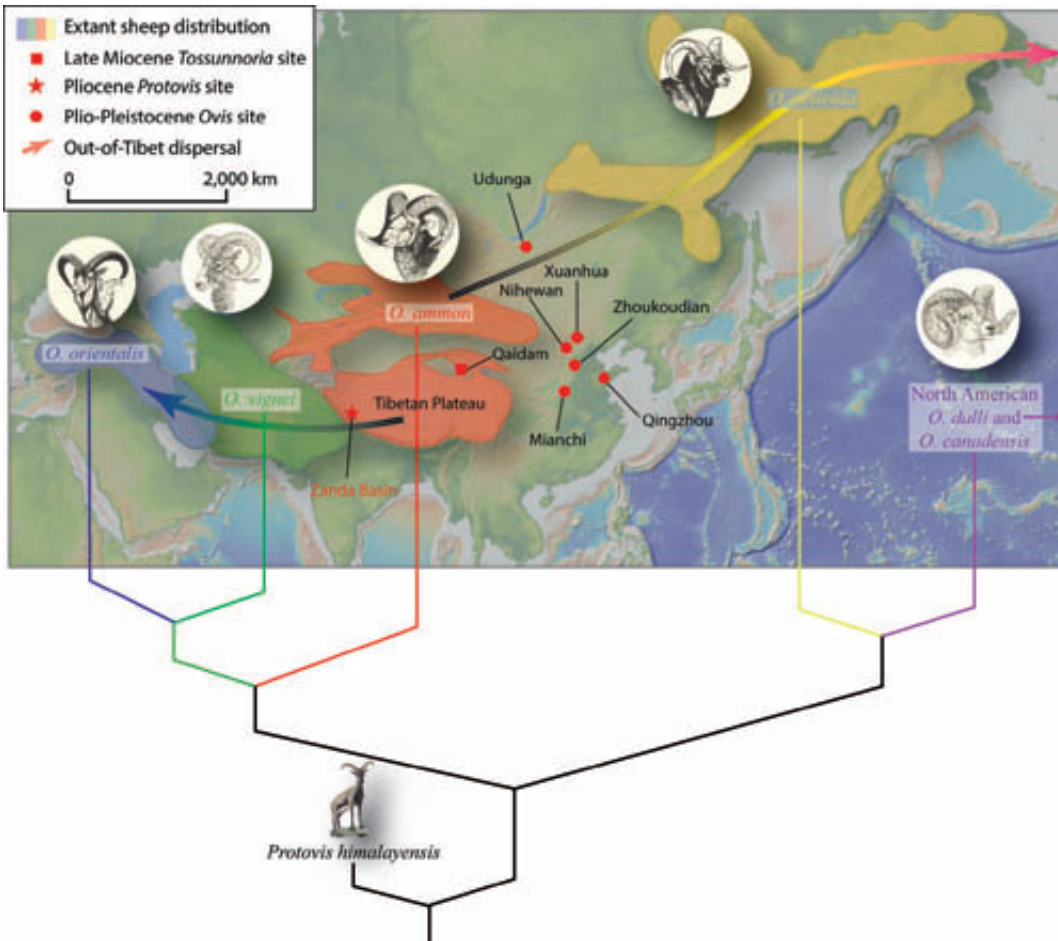 Extant sheep distribution
Late Miocene Tossunnoria site
Pliocene Protovis site
Plio-Pleistocene Ovis site
Out-of-Tibet dispersal
0 2,000 km
Udunga
Xuanhua
Nihewan
Zhoukoudian
O. ammon
O. orientalis
Qaidam
O. vignei
Tibetan Plateau
Qingzhou
Mianchi
North American
O. dalli and
O. canadensis
Zanda Basin
Protovis himalayensis